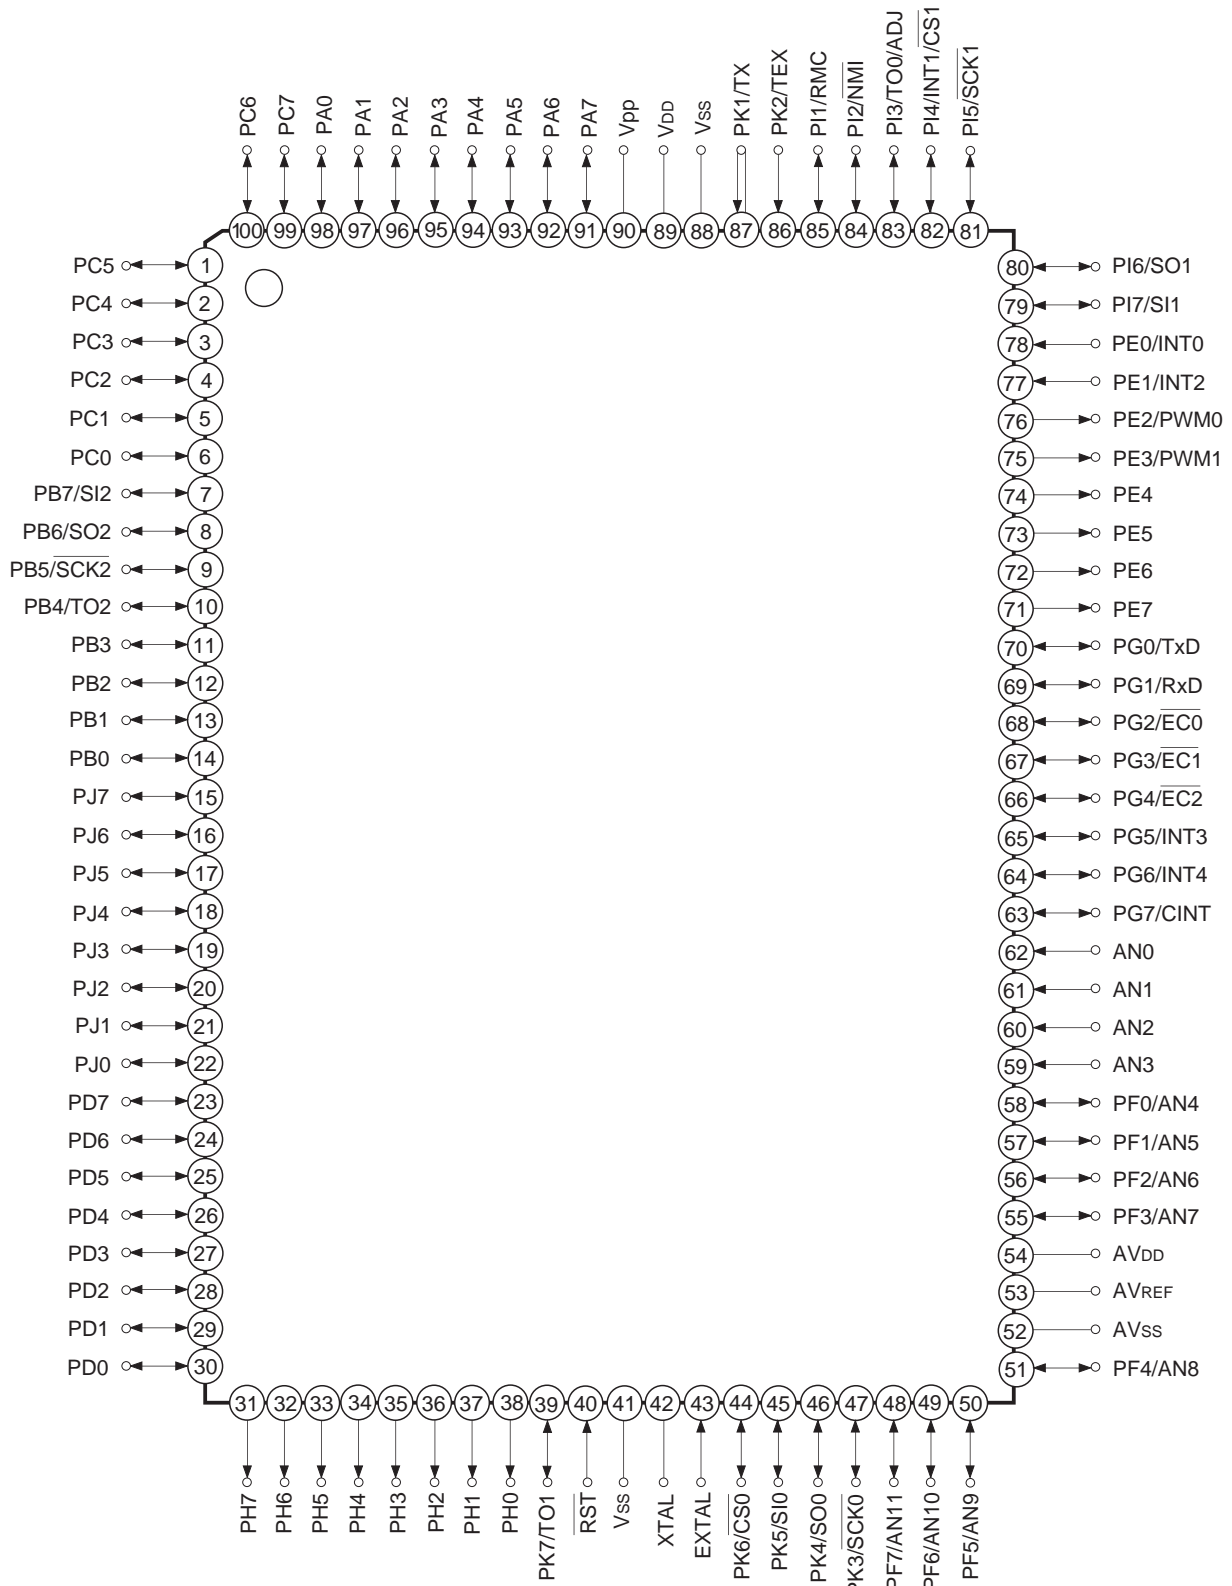 PC6
PC7
PA0
PA1
PA2
PA3
PA4
PA5
PA6
PA7
Vpp
VDD
VSS
PK1/TX
PK2/TEX
PI1/RMC
PI2/N̅M̅I̅
PI3/TO0/ADJ
PI4/INT1/C̅S̅1̅
PI5/S̅C̅K̅1̅
100
99
98
97
96
95
94
93
92
91
90
89
88
87
86
85
84
83
82
81
PC5 1
PC4 2
PC3 3
PC2 4
PC1 5
PC0 6
PB7/SI2 7
PB6/SO2 8
PB5/S̅C̅K̅2̅ 9
PB4/TO2 10
PB3 11
PB2 12
PB1 13
PB0 14
PJ7 15
PJ6 16
PJ5 17
PJ4 18
PJ3 19
PJ2 20
PJ1 21
PJ0 22
PD7 23
PD6 24
PD5 25
PD4 26
PD3 27
PD2 28
PD1 29
PD0 30
80 PI6/SO1
79 PI7/SI1
78 PE0/INT0
77 PE1/INT2
76 PE2/PWM0
75 PE3/PWM1
74 PE4
73 PE5
72 PE6
71 PE7
70 PG0/TxD
69 PG1/RxD
68 PG2/E̅C̅0̅
67 PG3/E̅C̅1̅
66 PG4/E̅C̅2̅
65 PG5/INT3
64 PG6/INT4
63 PG7/CINT
62 AN0
61 AN1
60 AN2
59 AN3
58 PF0/AN4
57 PF1/AN5
56 PF2/AN6
55 PF3/AN7
54 AVDD
53 AVREF
52 AVSS
51 PF4/AN8
31
32
33
34
35
36
37
38
39
40
41
42
43
44
45
46
47
48
49
50
PH7
PH6
PH5
PH4
PH3
PH2
PH1
PH0
PK7/TO1
R̅S̅T̅
VSS
XTAL
EXTAL
PK6/C̅S̅0̅
PK5/SI0
PK4/SO0
PK3/S̅C̅K̅0̅
PF7/AN11
PF6/AN10
PF5/AN9